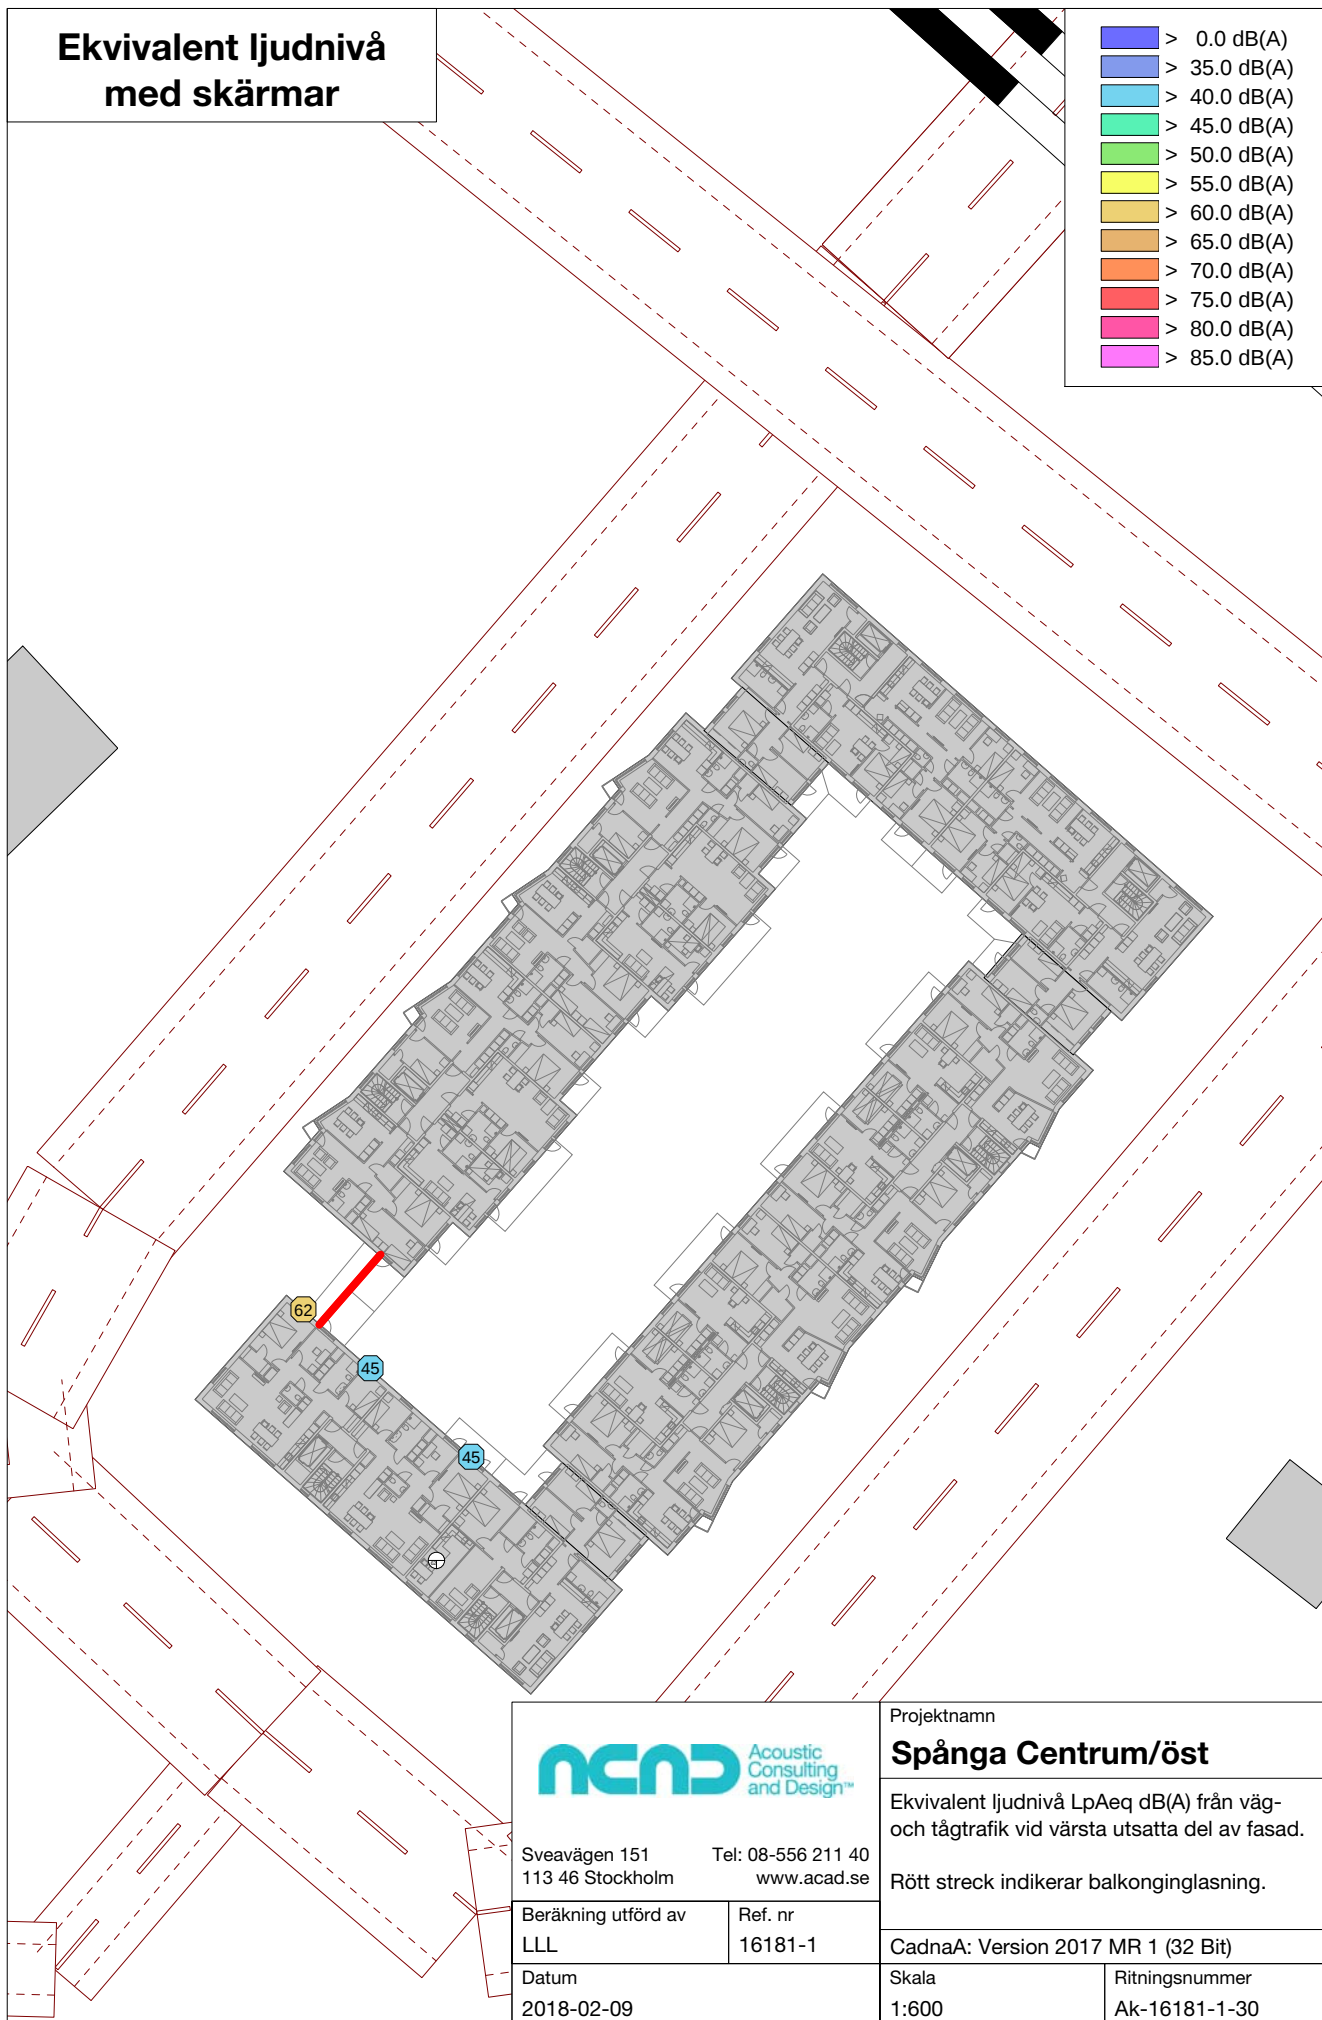 Ekvivalent ljudnivå
med skärmar
> 0.0 dB(A)
> 35.0 dB(A)
> 40.0 dB(A)
> 45.0 dB(A)
> 50.0 dB(A)
> 55.0 dB(A)
> 60.0 dB(A)
> 65.0 dB(A)
> 70.0 dB(A)
> 75.0 dB(A)
> 80.0 dB(A)
> 85.0 dB(A)
62
45
45
ACAD
Acoustic
Consulting
and Design™
Sveavägen 151
113 46 Stockholm
Tel: 08-556 211 40
www.acad.se
Beräkning utförd av
LLL
Ref. nr
16181-1
Datum
2018-02-09
Projektnamn
Spånga Centrum/öst
Ekvivalent ljudnivå LpAeq dB(A) från väg-
och tågtrafik vid värsta utsatta del av fasad.
Rött streck indikerar balkonginglasning.
CadnaA: Version 2017 MR 1 (32 Bit)
Skala
1:600
Ritningsnummer
Ak-16181-1-30